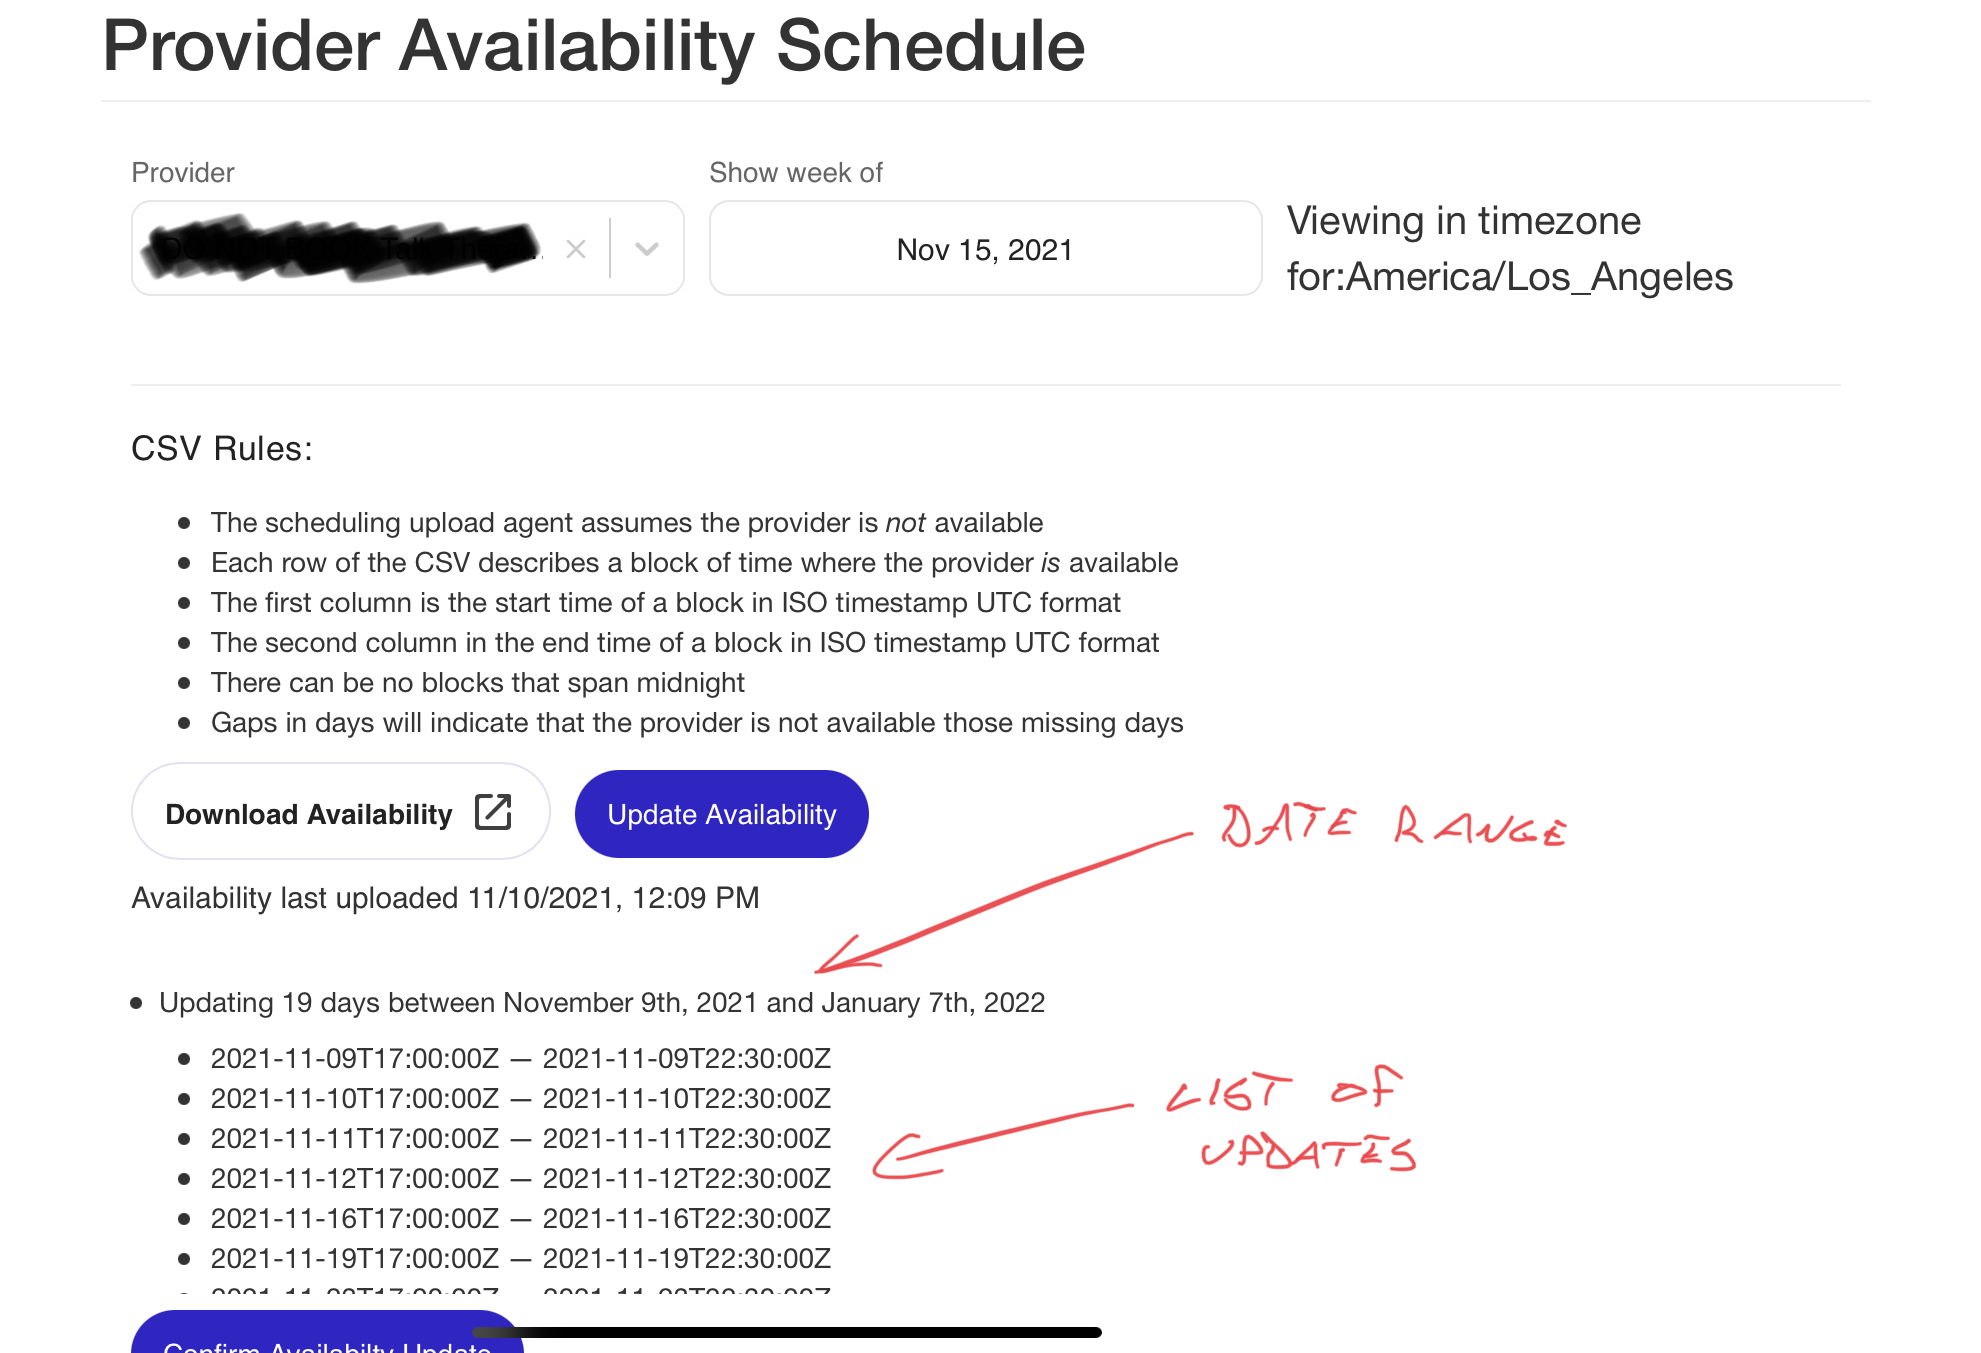 Provider Availability Schedule
Provider
Show week of
Nov 15, 2021
Viewing in timezone
for:America/Los_Angeles
CSV Rules:
The scheduling upload agent assumes the provider is not available
Each row of the CSV describes a block of time where the provider is available
The first column is the start time of a block in ISO timestamp UTC format
The second column in the end time of a block in ISO timestamp UTC format
There can be no blocks that span midnight
Gaps in days will indicate that the provider is not available those missing days
Download Availability
Update Availability
DATE RANGE
Availability last uploaded 11/10/2021, 12:09 PM
Updating 19 days between November 9th, 2021 and January 7th, 2022
2021-11-09T17:00:00Z — 2021-11-09T22:30:00Z
2021-11-10T17:00:00Z — 2021-11-10T22:30:00Z
2021-11-11T17:00:00Z — 2021-11-11T22:30:00Z
2021-11-12T17:00:00Z — 2021-11-12T22:30:00Z
2021-11-16T17:00:00Z — 2021-11-16T22:30:00Z
2021-11-19T17:00:00Z — 2021-11-19T22:30:00Z
LIST OF
UPDATES
Confirm Availabilty Update